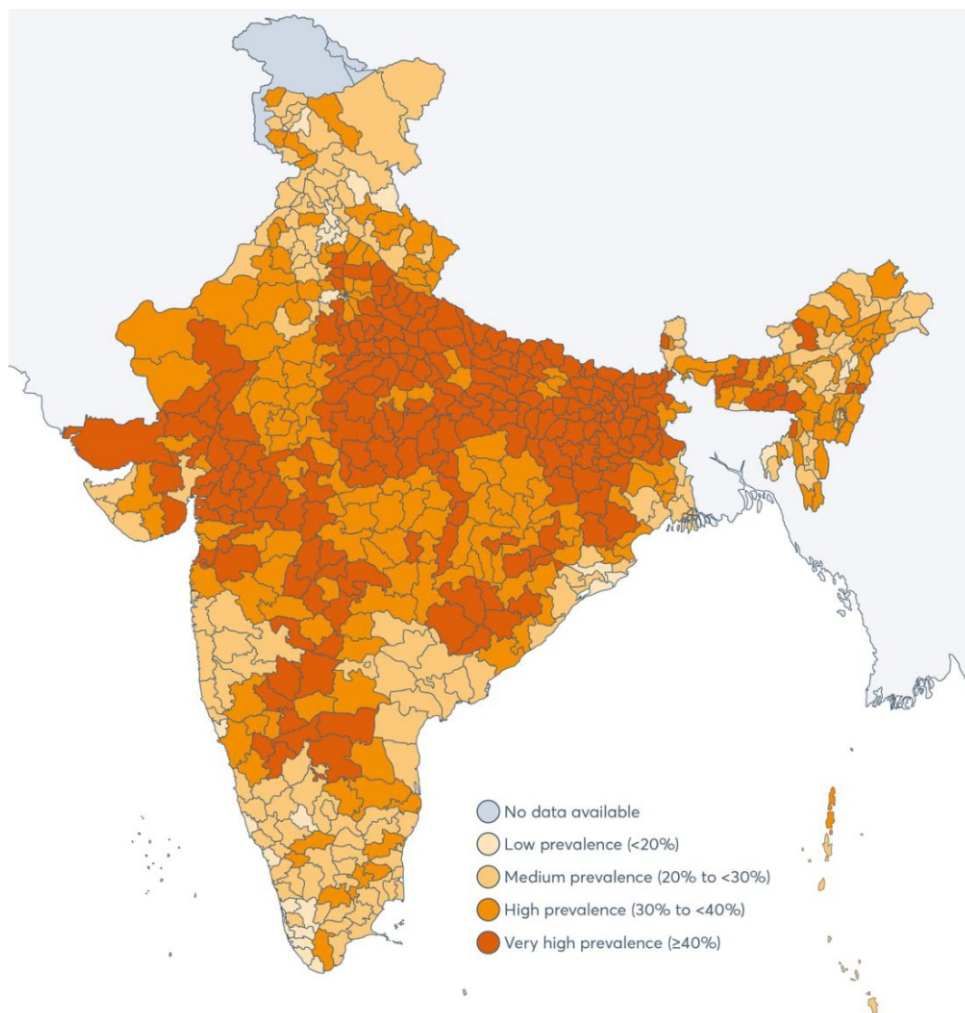 No data available
Low prevalence (<20%)
Medium prevalence (20% to <30%)
High prevalence (30% to <40%)
Very high prevalence (≥40%)